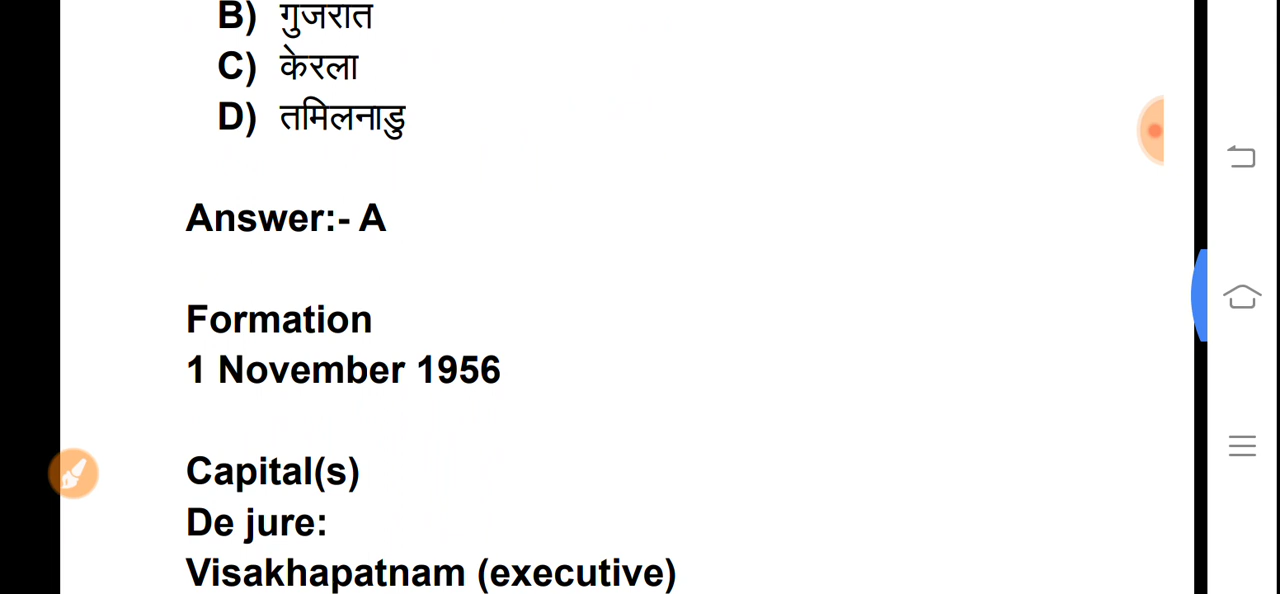 B) गुजरात
C) केरला
D) तमिलनाडु
Answer:- A
Formation
1 November 1956
Capital(s)
De jure:
Visakhapatnam (executive)